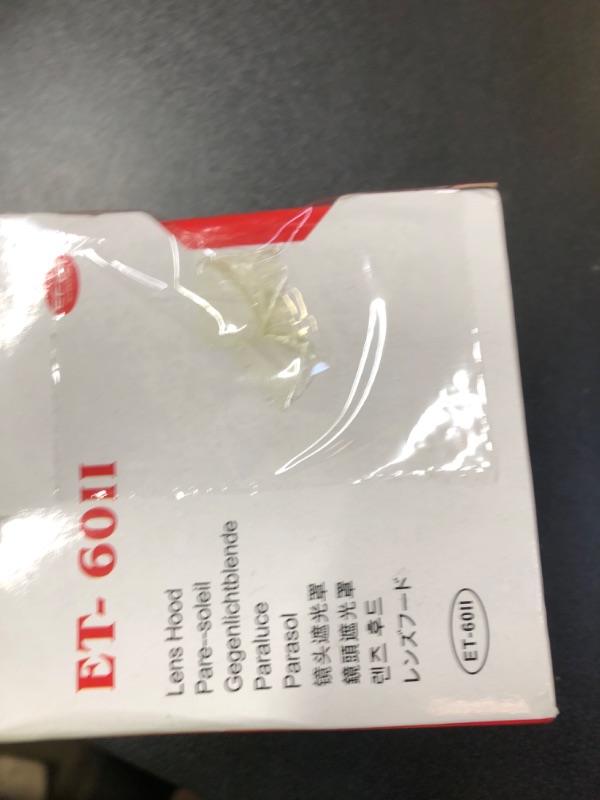 ET- 60II
Lens Hood
Pare-soleil
Gegenlichtblende
Paraluce
Parasol
镜头遮光罩
鏡頭遮光罩
렌즈 후드
レンズフード
ET-60II